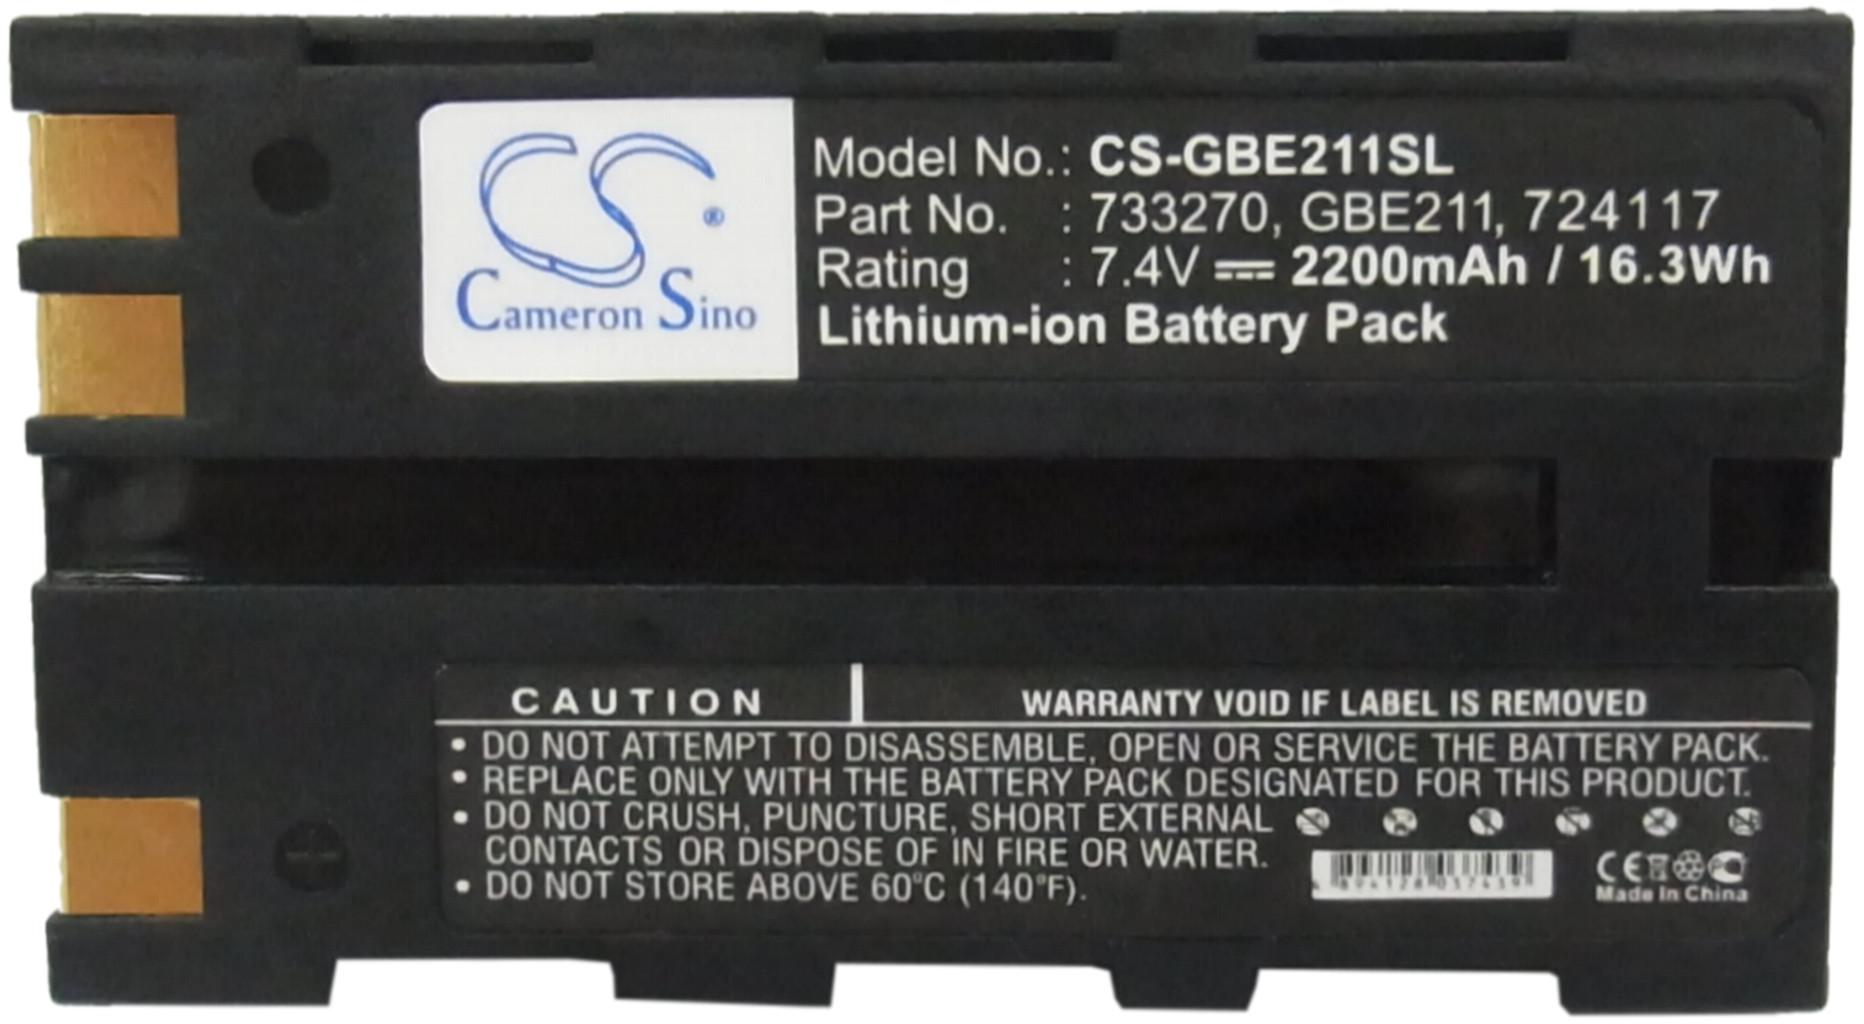 CS ®
Cameron Sino
Model No.: CS-GBE211SL
Part No. : 733270, GBE211, 724117
Rating : 7.4V 2200mAh / 16.3Wh
Lithium-ion Battery Pack
CAUTION
WARRANTY VOID IF LABEL IS REMOVED
• DO NOT ATTEMPT TO DISASSEMBLE, OPEN OR SERVICE THE BATTERY PACK.
• REPLACE ONLY WITH THE BATTERY PACK DESIGNATED FOR THIS PRODUCT.
• DO NOT CRUSH, PUNCTURE, SHORT EXTERNAL
CONTACTS OR DISPOSE OF IN FIRE OR WATER.
• DO NOT STORE ABOVE 60°C (140°F).
CE
Made In China